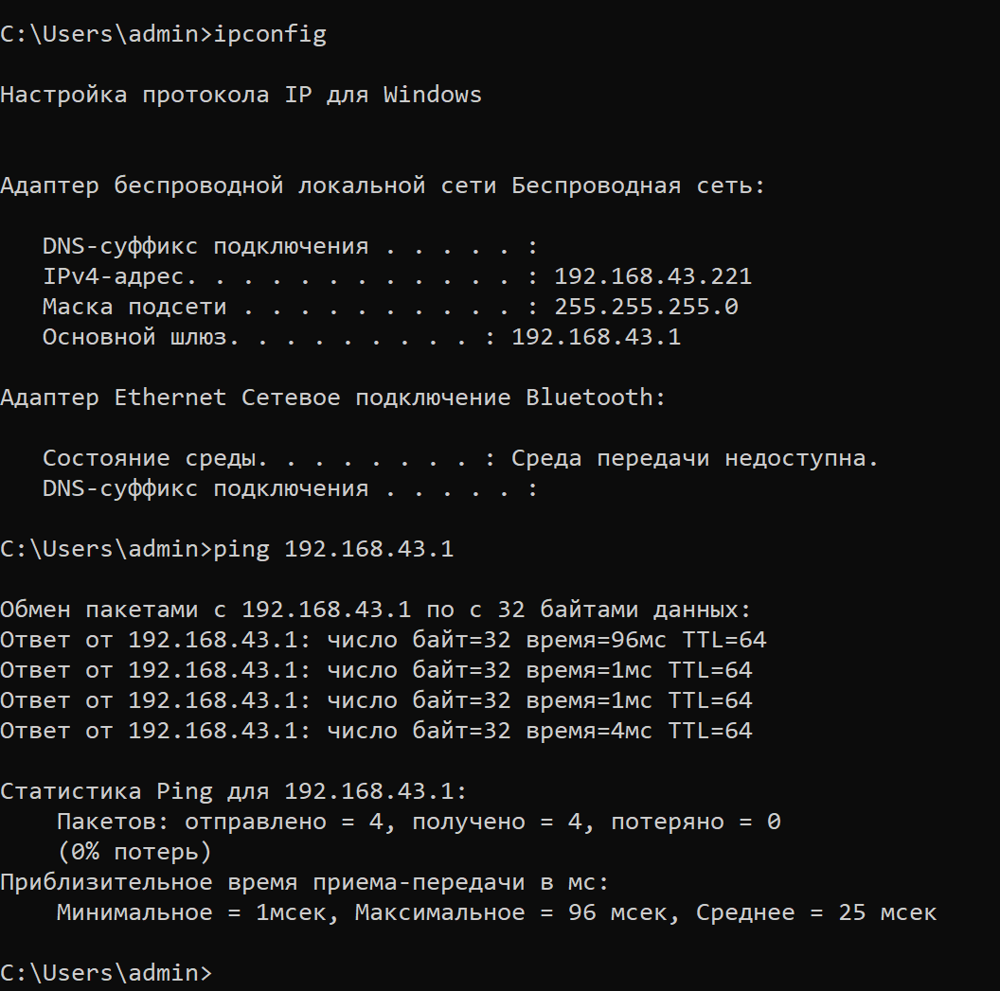 C:\Users\admin>ipconfig
Настройка протокола IP для Windows
Адаптер беспроводной локальной сети Беспроводная сеть:
DNS-суффикс подключения . . . . . :
IPv4-адрес. . . . . . . . . . . . : 192.168.43.221
Маска подсети . . . . . . . . . . : 255.255.255.0
Основной шлюз. . . . . . . . . : 192.168.43.1
Адаптер Ethernet Сетевое подключение Bluetooth:
Состояние среды. . . . . . . . : Среда передачи недоступна.
DNS-суффикс подключения . . . . . :
C:\Users\admin>ping 192.168.43.1
Обмен пакетами с 192.168.43.1 по с 32 байтами данных:
Ответ от 192.168.43.1: число байт=32 время=96мс TTL=64
Ответ от 192.168.43.1: число байт=32 время=1мс TTL=64
Ответ от 192.168.43.1: число байт=32 время=1мс TTL=64
Ответ от 192.168.43.1: число байт=32 время=4мс TTL=64
Статистика Ping для 192.168.43.1:
Пакетов: отправлено = 4, получено = 4, потеряно = 0
(0% потерь)
Приблизительное время приема-передачи в мс:
Минимальное = 1мсек, Максимальное = 96 мсек, Среднее = 25 мсек
C:\Users\admin>